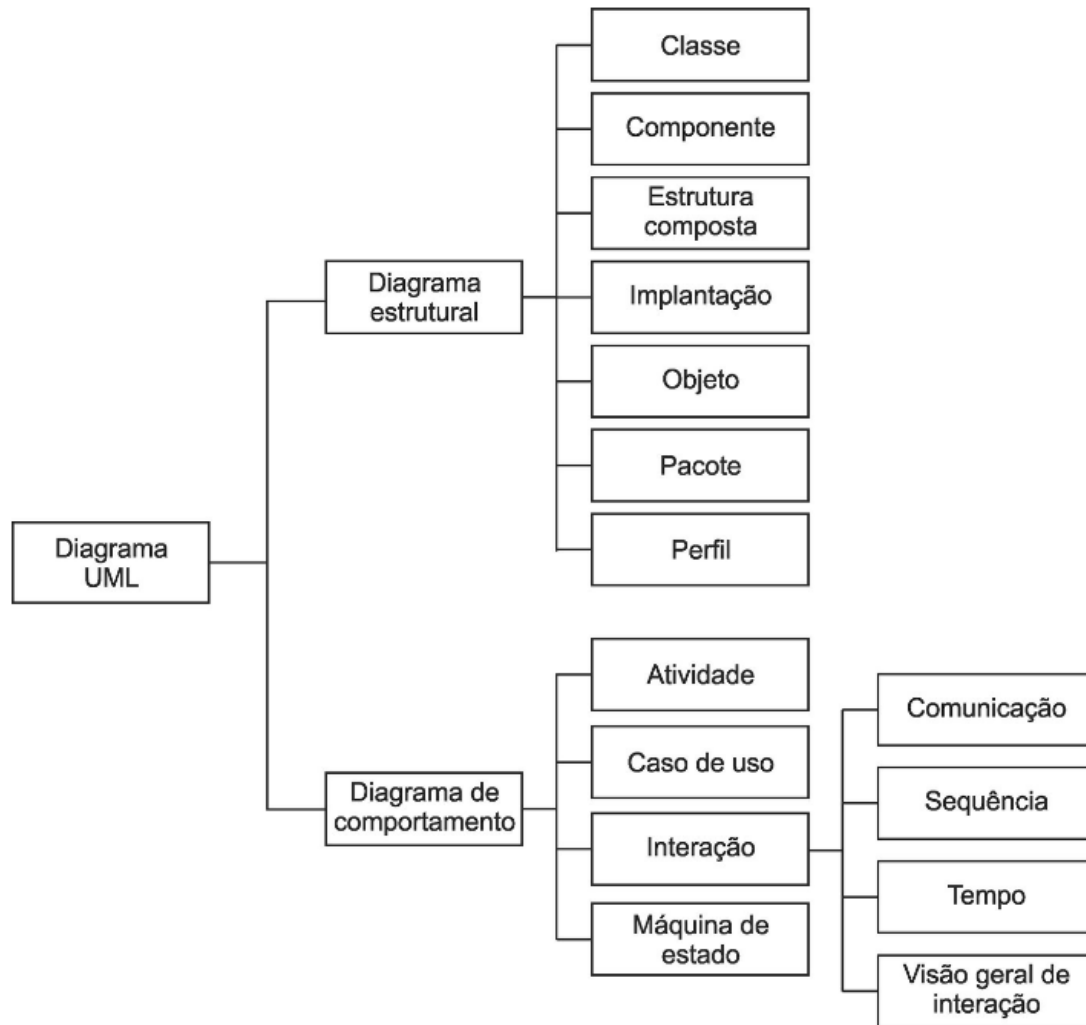 Classe
Componente
Estrutura
composta
Diagrama
estrutural
Implantação
Objeto
Pacote
Perfil
Diagrama
UML
Atividade
Caso de uso
Diagrama de
comportamento
Interação
Máquina de
estado
Comunicação
Sequência
Tempo
Visão geral de
interação